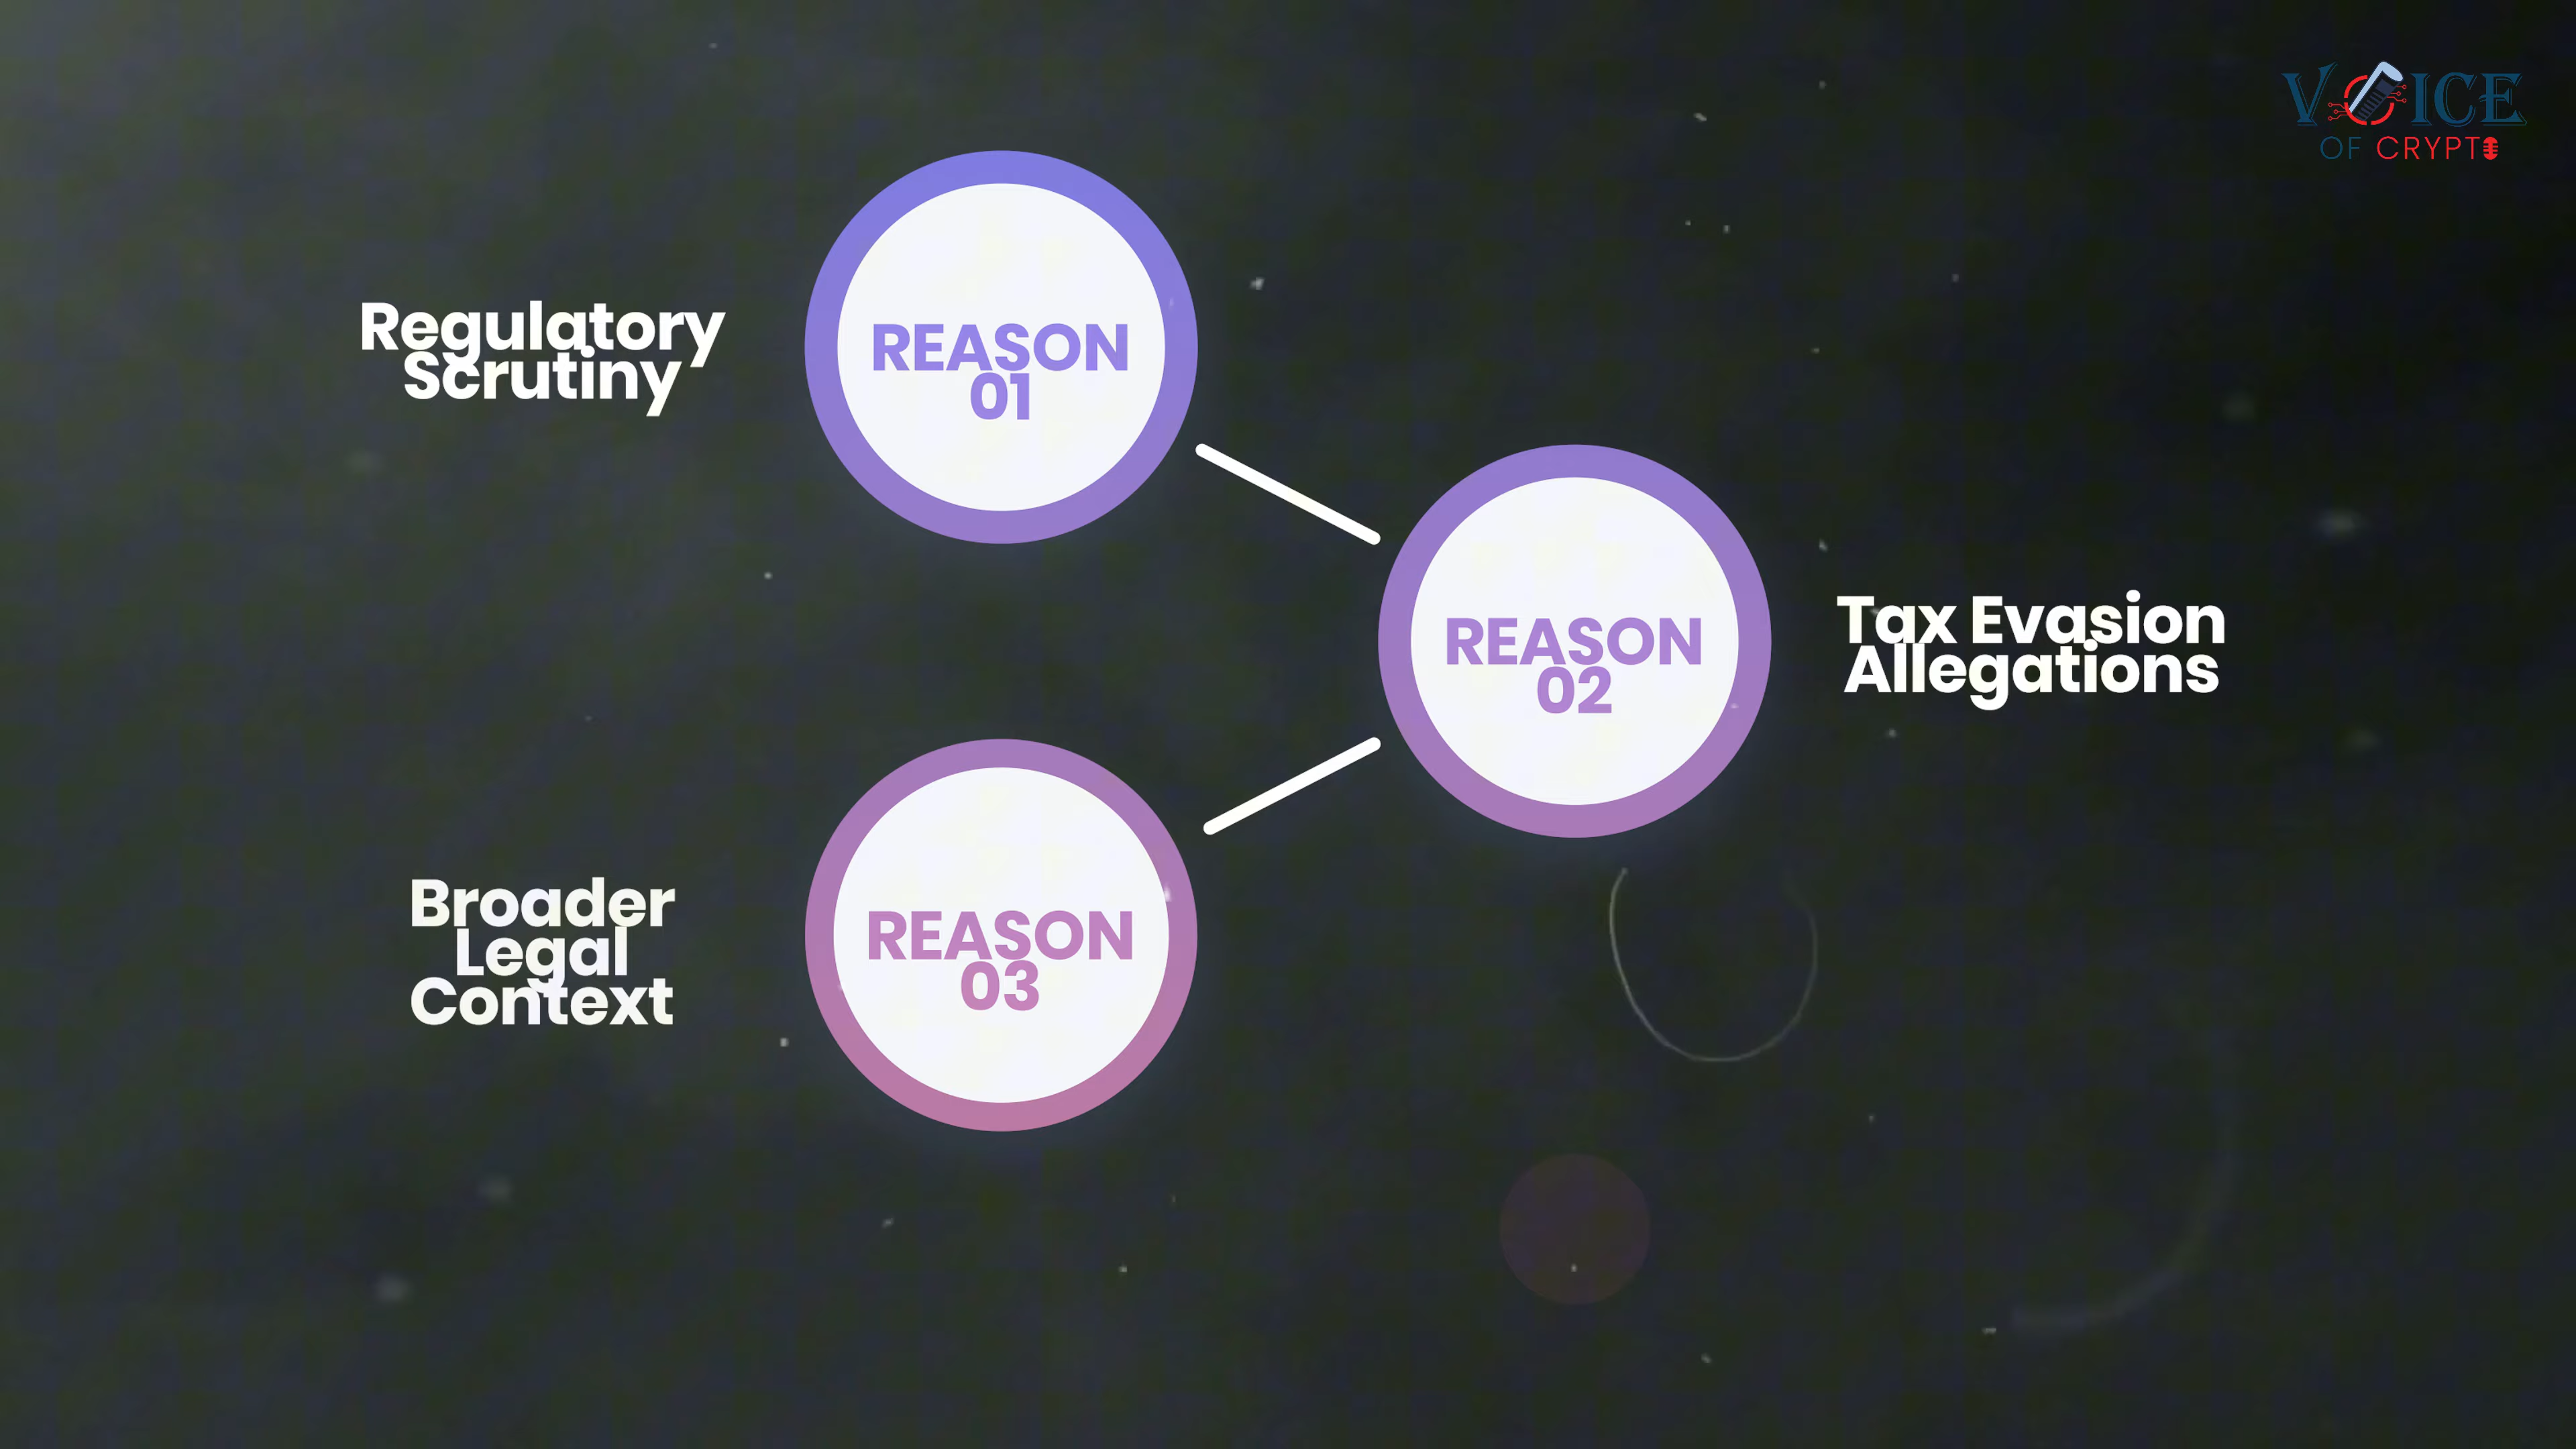 VOICE
OF CRYPTO
Regulatory
Scrutiny
REASON
01
REASON
02
Tax Evasion
Allegations
Broader
Legal
Context
REASON
03